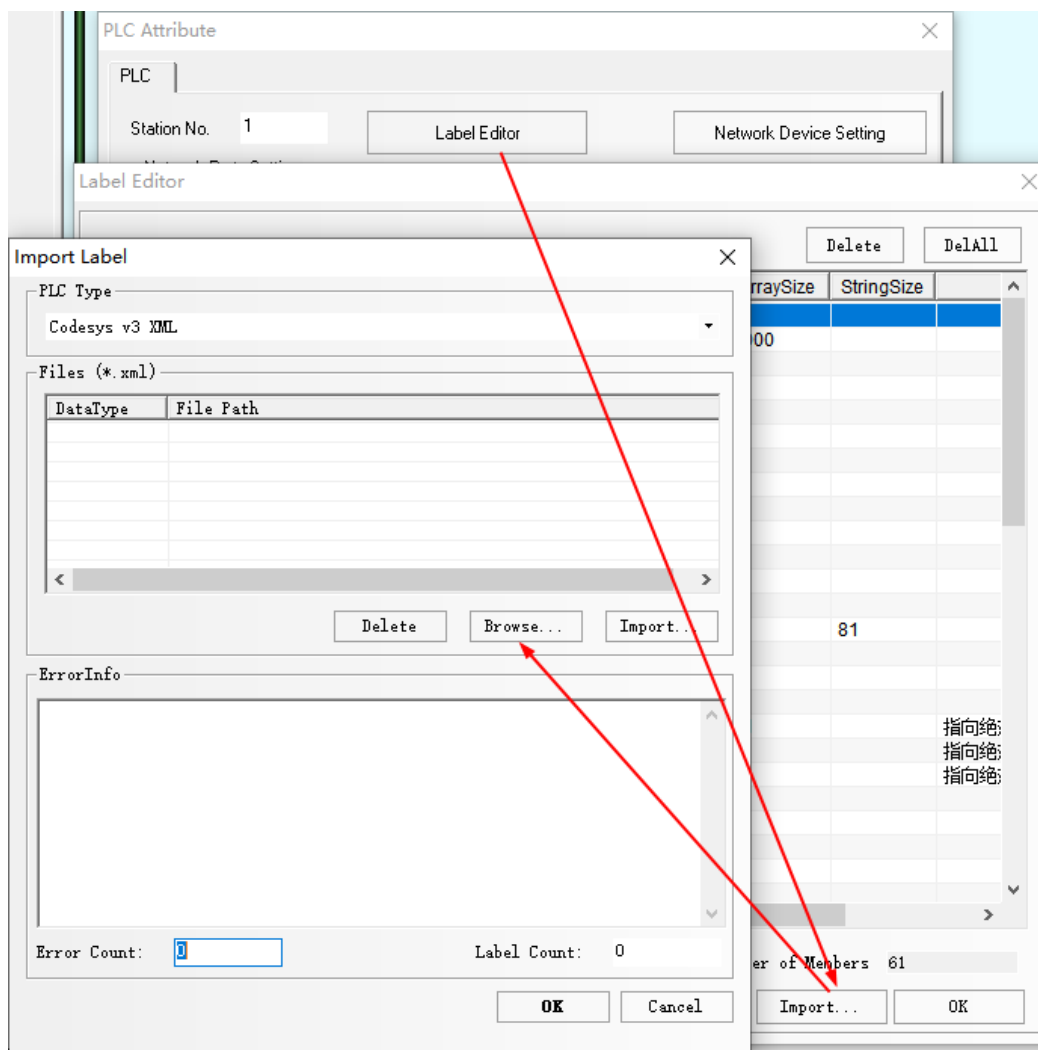 PLC Attribute
PLC
Station No. 1 Label Editor Network Device Setting
Label Editor
Delete DelAll
Import Label
rraySize StringSize
PLC Type
Codesys v3 XML
00
Files (*.xml)
DataType File Path
Delete Browse... Import...
81
ErrorInfo
指向绝
指向绝
指向绝
Error Count: 0 Label Count: 0
er of Menbers 61
OK Cancel
Import... OK